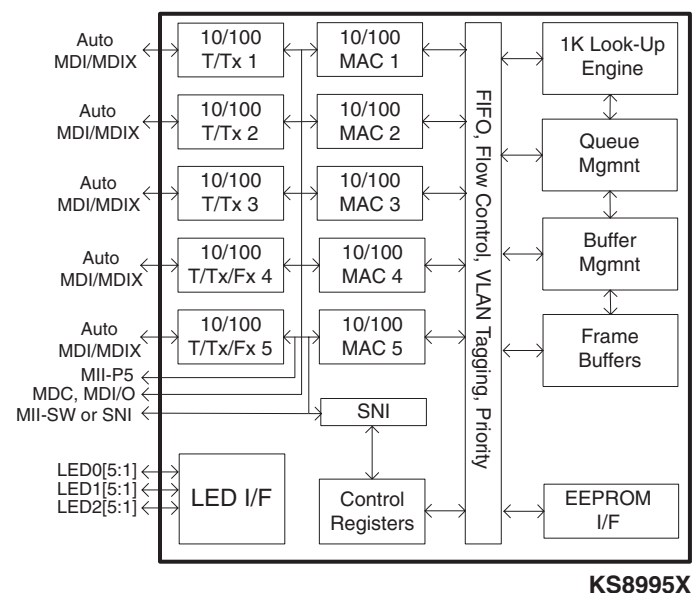 Auto
MDI/MDIX
10/100
T/Tx 1
10/100
MAC 1
1K Look-Up
Engine
Auto
MDI/MDIX
10/100
T/Tx 2
10/100
MAC 2
Queue
Mgmnt
Auto
MDI/MDIX
10/100
T/Tx 3
10/100
MAC 3
FIFO, Flow Control, VLAN Tagging, Priority
Buffer
Mgmnt
Auto
MDI/MDIX
10/100
T/Tx/Fx 4
10/100
MAC 4
Auto
MDI/MDIX
10/100
T/Tx/Fx 5
10/100
MAC 5
Frame
Buffers
MII-P5
MDC, MDI/O
MII-SW or SNI
SNI
LED0[5:1]
LED1[5:1]
LED2[5:1]
LED I/F
Control
Registers
EEPROM
I/F
KS8995X